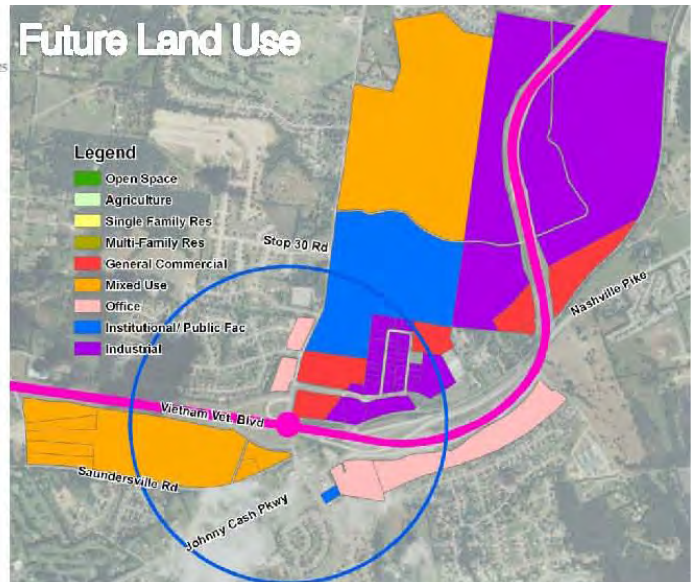 Future Land Use
es
Legend
Open Space
Agriculture
Single Family Res
Multi-Family Res
General Commercial
Mixed Use
Office
Institutional/ Public Fac
Industrial
Stop 30 Rd
Nashville Pike
Vietnam Vet. Blvd
Saundersville Rd
Johnny Cash Pkwy